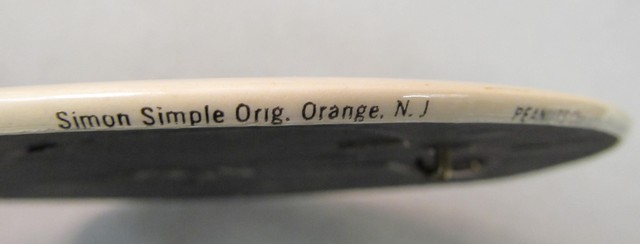 Simon Simple Orig. Orange, N. J